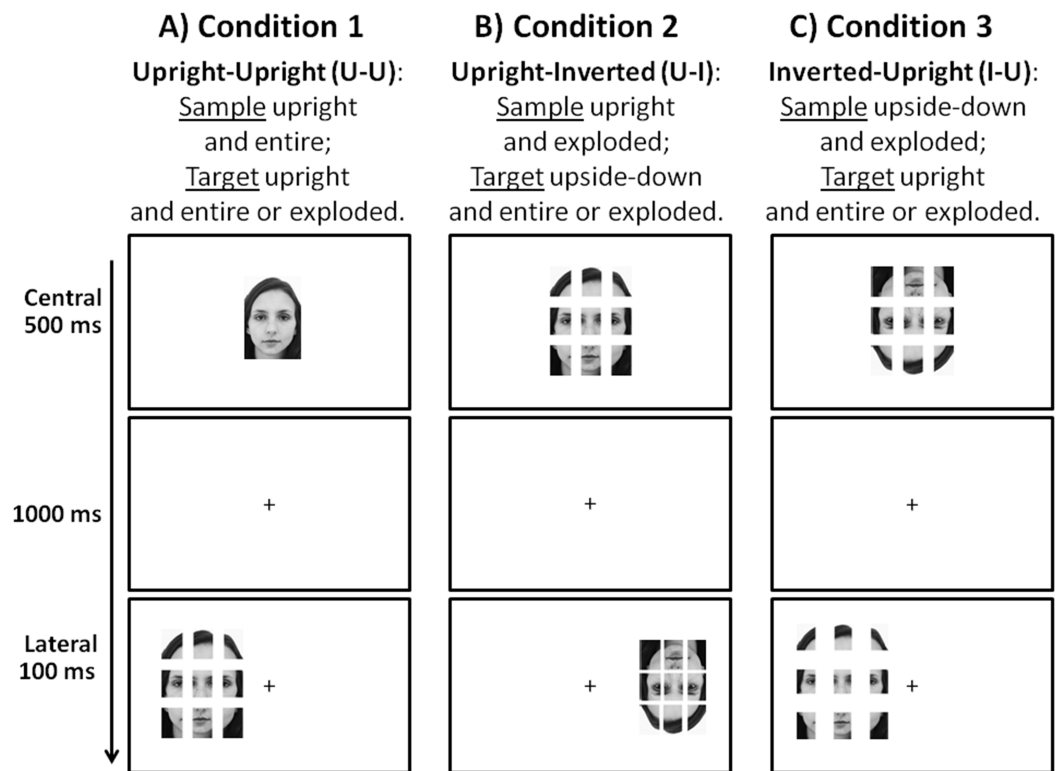 A) Condition 1
Upright-Upright (U-U):
Sample upright
and entire;
Target upright
and entire or exploded.
B) Condition 2
Upright-Inverted (U-I):
Sample upright
and exploded;
Target upside-down
and entire or exploded.
C) Condition 3
Inverted-Upright (I-U):
Sample upside-down
and exploded;
Target upright
and entire or exploded.
Central
500 ms
1000 ms
+
+
+
Lateral
100 ms
+
+
+